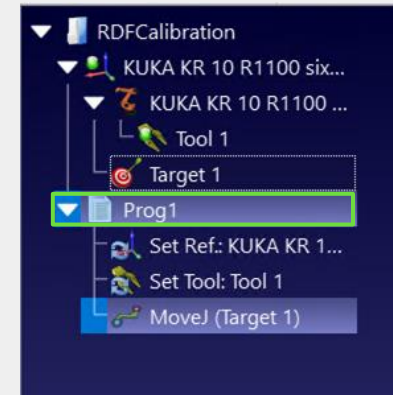 RDFCalibration
KUKA KR 10 R1100 six...
KUKA KR 10 R1100 ...
Tool 1
Target 1
Prog1
Set Ref.: KUKA KR 1...
Set Tool: Tool 1
MoveJ (Target 1)